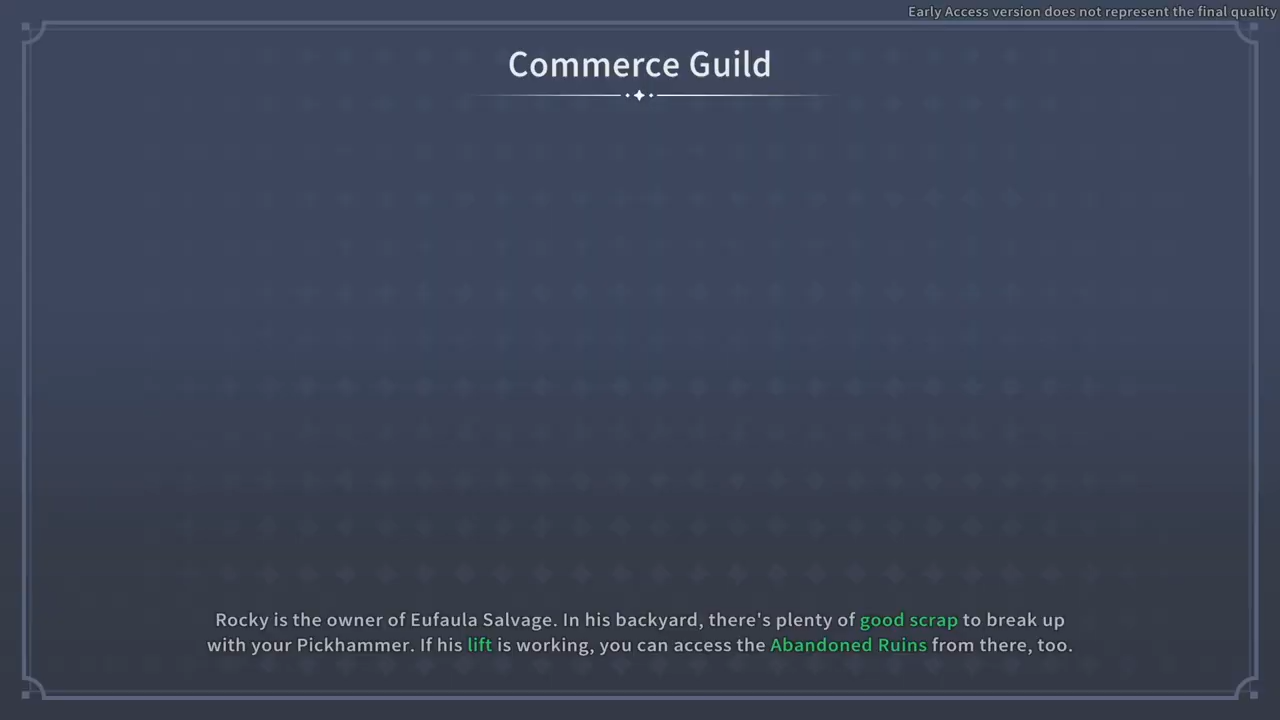 Early Access version does not represent the final quality
Commerce Guild
Rocky is the owner of Eufaula Salvage. In his backyard, there's plenty of good scrap to break up
with your Pickhammer. If his lift is working, you can access the Abandoned Ruins from there, too.